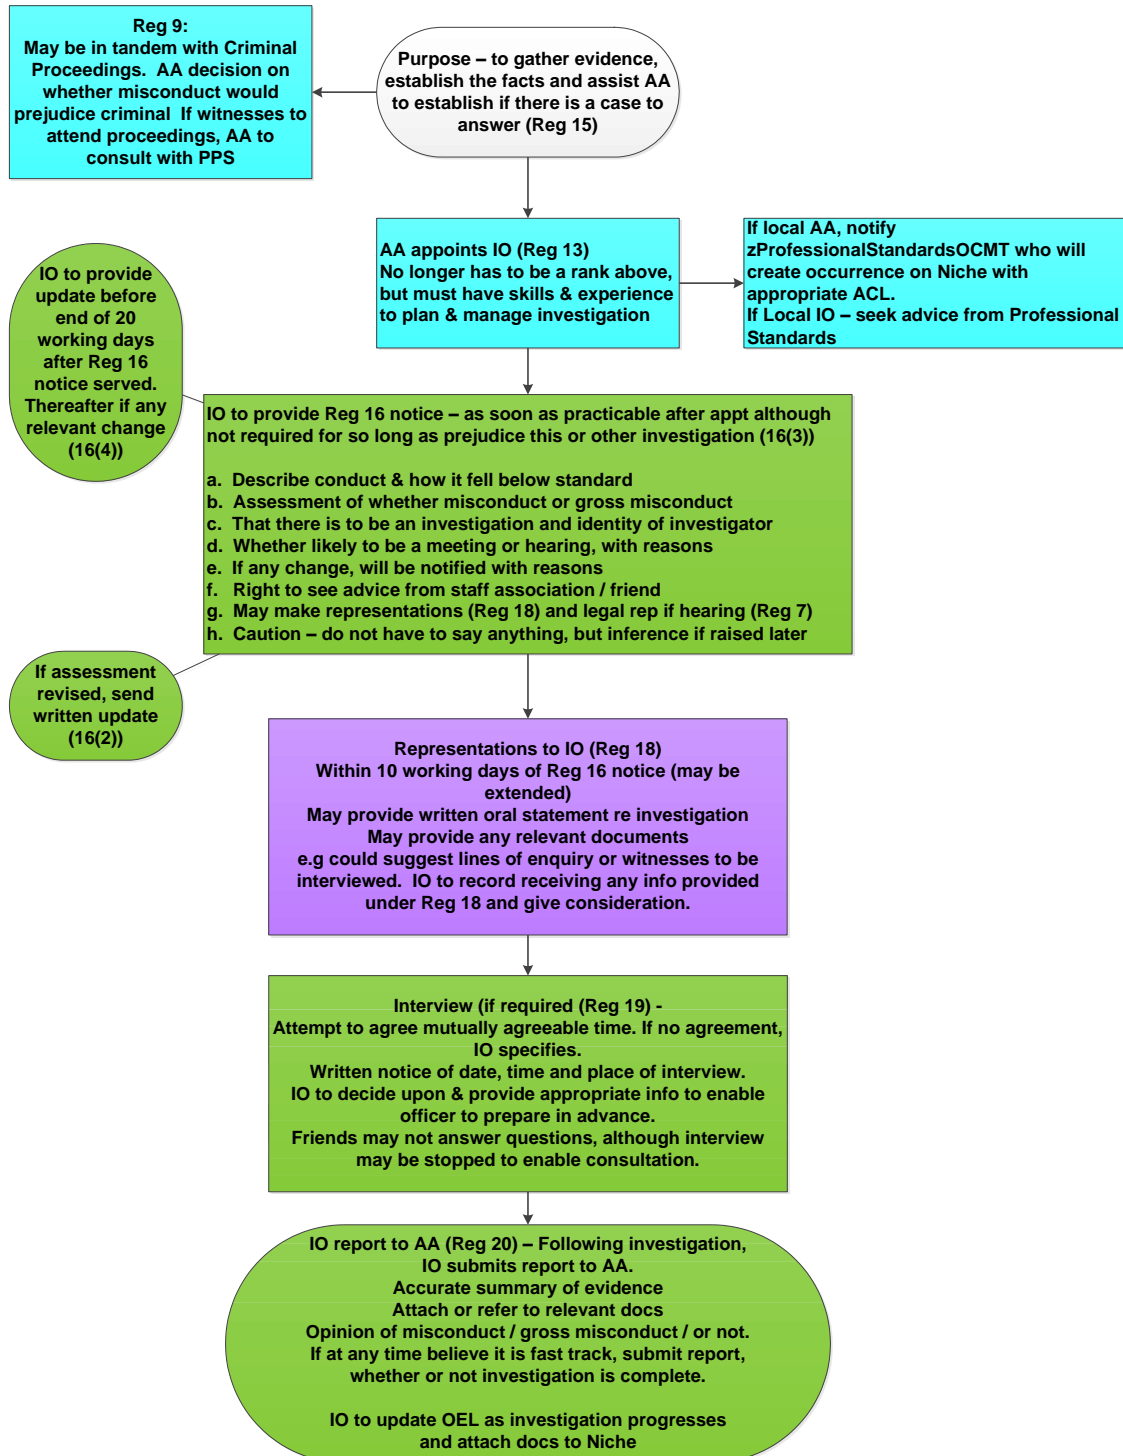 Reg 9:
May be in tandem with Criminal
Proceedings.  AA decision on
whether misconduct would
prejudice criminal  If witnesses to
attend proceedings, AA to
consult with PPS
Purpose – to gather evidence,
establish the facts and assist AA
to establish if there is a case to
answer (Reg 15)
AA appoints IO (Reg 13)
No longer has to be a rank above,
but must have skills & experience
to plan & manage investigation
If local AA, notify
zProfessionalStandardsOCMT who will
create occurrence on Niche with
appropriate ACL.
If Local IO – seek advice from Professional
Standards
IO to provide
update before
end of 20
working days
after Reg 16
notice served.
Thereafter if any
relevant change
(16(4))
IO to provide Reg 16 notice – as soon as practicable after appt although
not required for so long as prejudice this or other investigation (16(3))
a.  Describe conduct & how it fell below standard
b.  Assessment of whether misconduct or gross misconduct
c.  That there is to be an investigation and identity of investigator
d.  Whether likely to be a meeting or hearing, with reasons
e.  If any change, will be notified with reasons
f.  Right to see advice from staff association / friend
g.  May make representations (Reg 18) and legal rep if hearing (Reg 7)
h.  Caution – do not have to say anything, but inference if raised later
If assessment
revised, send
written update
(16(2))
Representations to IO (Reg 18)
Within 10 working days of Reg 16 notice (may be
extended)
May provide written oral statement re investigation
May provide any relevant documents
e.g could suggest lines of enquiry or witnesses to be
interviewed.  IO to record receiving any info provided
under Reg 18 and give consideration.
Interview (if required (Reg 19) -
Attempt to agree mutually agreeable time. If no agreement,
IO specifies.
Written notice of date, time and place of interview.
IO to decide upon & provide appropriate info to enable
officer to prepare in advance.
Friends may not answer questions, although interview
may be stopped to enable consultation.
IO report to AA (Reg 20) – Following investigation,
IO submits report to AA.
Accurate summary of evidence
Attach or refer to relevant docs
Opinion of misconduct / gross misconduct / or not.
If at any time believe it is fast track, submit report,
whether or not investigation is complete.
IO to update OEL as investigation progresses
and attach docs to Niche